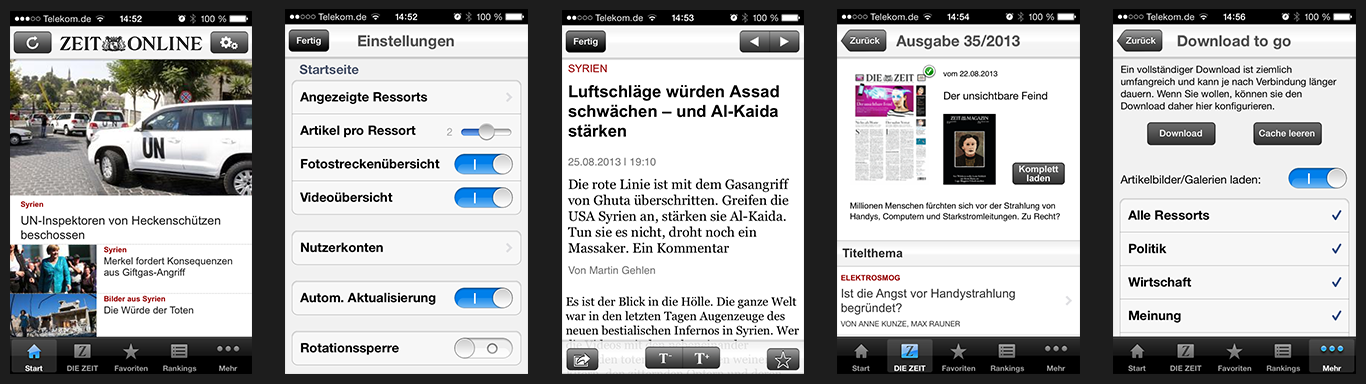 ●●○○○ Telekom.de 14:52 100 %
ZEIT ONLINE
UN
Syrien
UN-Inspektoren von Heckenschützen
beschossen
Syrien
Merkel fordert Konsequenzen
aus Giftgas-Angriff
Bilder aus Syrien
Die Würde der Toten
Start
Z
DIE ZEIT
Favoriten
Rankings
Mehr
●●○○○ Telekom.de 14:52 100 %
Fertig
Einstellungen
Startseite
Angezeigte Ressorts
Artikel pro Ressort 2
Fotostreckenübersicht
Videoübersicht
Nutzerkonten
Autom. Aktualisierung
Rotationssperre
●●○○○ Telekom.de 14:53 100 %
Fertig
SYRIEN
Luftschläge würden Assad
schwächen – und Al-Kaida
stärken
25.08.2013 | 19:10
Die rote Linie ist mit dem Gasangriff
von Ghuta überschritten. Greifen die
USA Syrien an, stärken sie Al-Kaida.
Tun sie es nicht, droht noch ein
Massaker. Ein Kommentar
Von Martin Gehlen
Es ist der Blick in die Hölle. Die ganze Welt
war in den letzten Tagen Augenzeuge des
neuen bestialischen Infernos in Syrien. Wer
die Videos mit den
T- T+
●●○○○ Telekom.de 14:54 100 %
Zurück
Ausgabe 35/2013
DIE ZEIT
vom 22.08.2013
Der unsichtbare Feind
ZEIT MAGAZIN
Komplett
laden
Millionen Menschen fürchten sich vor der Strahlung von
Handys, Computern und Starkstromleitungen. Zu Recht?
Titelthema
ELEKTROSMOG
Ist die Angst vor Handystrahlung
begründet?
VON ANNE KUNZE, MAX RAUNER
Start
Z
DIE ZEIT
Favoriten
Rankings
Mehr
●●○○○ Telekom.de 14:56 100 %
Zurück
Download to go
Ein vollständiger Download ist ziemlich
umfangreich und kann je nach Verbindung länger
dauern. Wenn Sie wollen, können sie den
Download daher hier konfigurieren.
Download
Cache leeren
Artikelbilder/Galerien laden:
Alle Ressorts
Politik
Wirtschaft
Meinung
Start
Z
DIE ZEIT
Favoriten
Rankings
Mehr